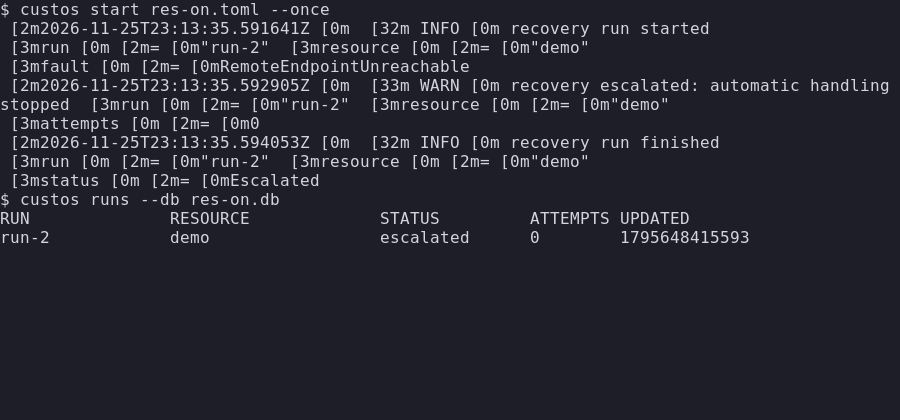 $ custos start res-on.toml --once
[2m2026-11-25T23:13:35.591641Z [0m  [32m INFO [0m recovery run started
[3mrun [0m [2m= [0m"run-2"  [3mresource [0m [2m= [0m"demo"
[3mfault [0m [2m= [0mRemoteEndpointUnreachable
[2m2026-11-25T23:13:35.592905Z [0m  [33m WARN [0m recovery escalated: automatic handling
stopped  [3mrun [0m [2m= [0m"run-2"  [3mresource [0m [2m= [0m"demo"
[3mattempts [0m [2m= [0m0
[2m2026-11-25T23:13:35.594053Z [0m  [32m INFO [0m recovery run finished
[3mrun [0m [2m= [0m"run-2"  [3mresource [0m [2m= [0m"demo"
[3mstatus [0m [2m= [0mEscalated
$ custos runs --db res-on.db
RUN              RESOURCE             STATUS         ATTEMPTS UPDATED
run-2            demo                 escalated      0        1795648415593